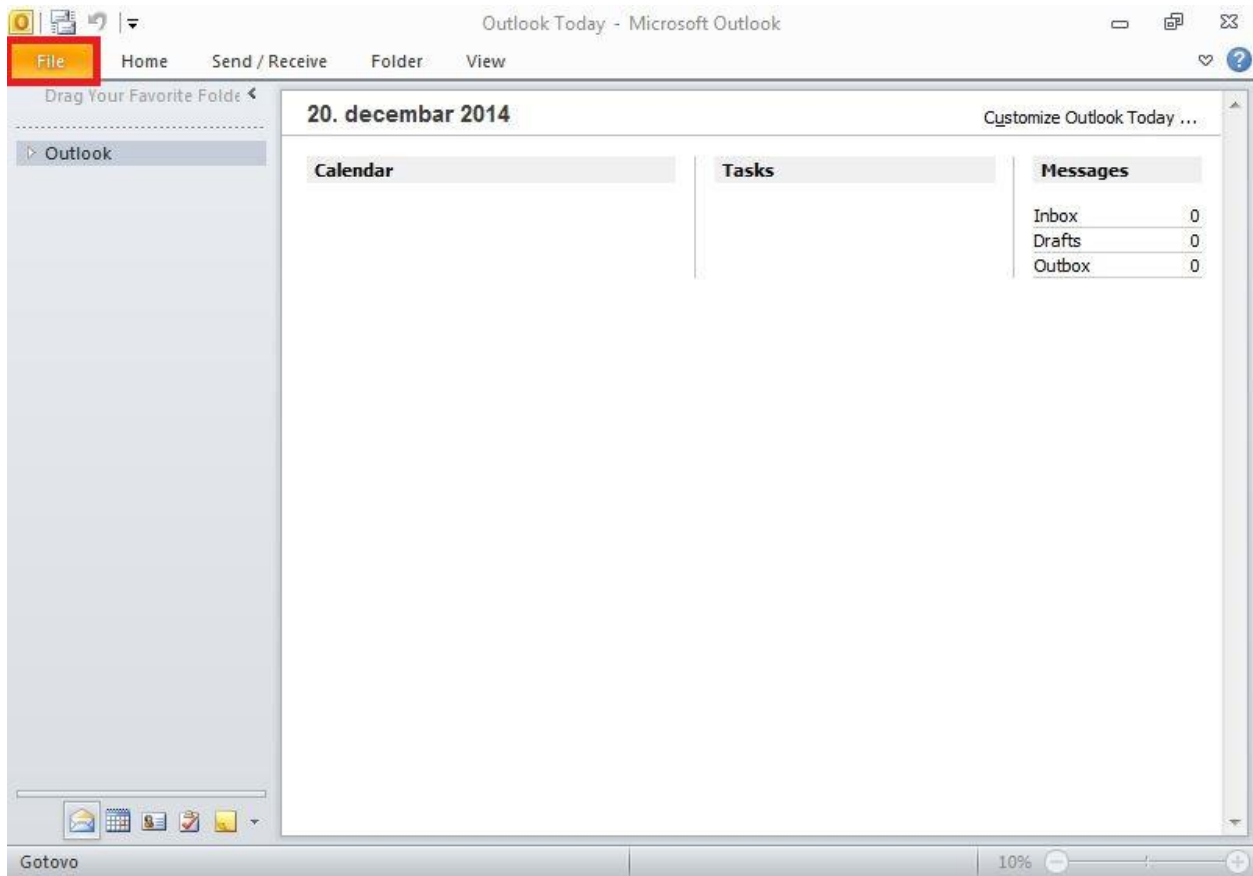 Outlook Today - Microsoft Outlook
File Home Send / Receive Folder View
Drag Your Favorite Folde
20. decembar 2014 Customize Outlook Today ...
Outlook
Calendar Tasks Messages
Inbox 0
Drafts 0
Outbox 0
Gotovo 10%